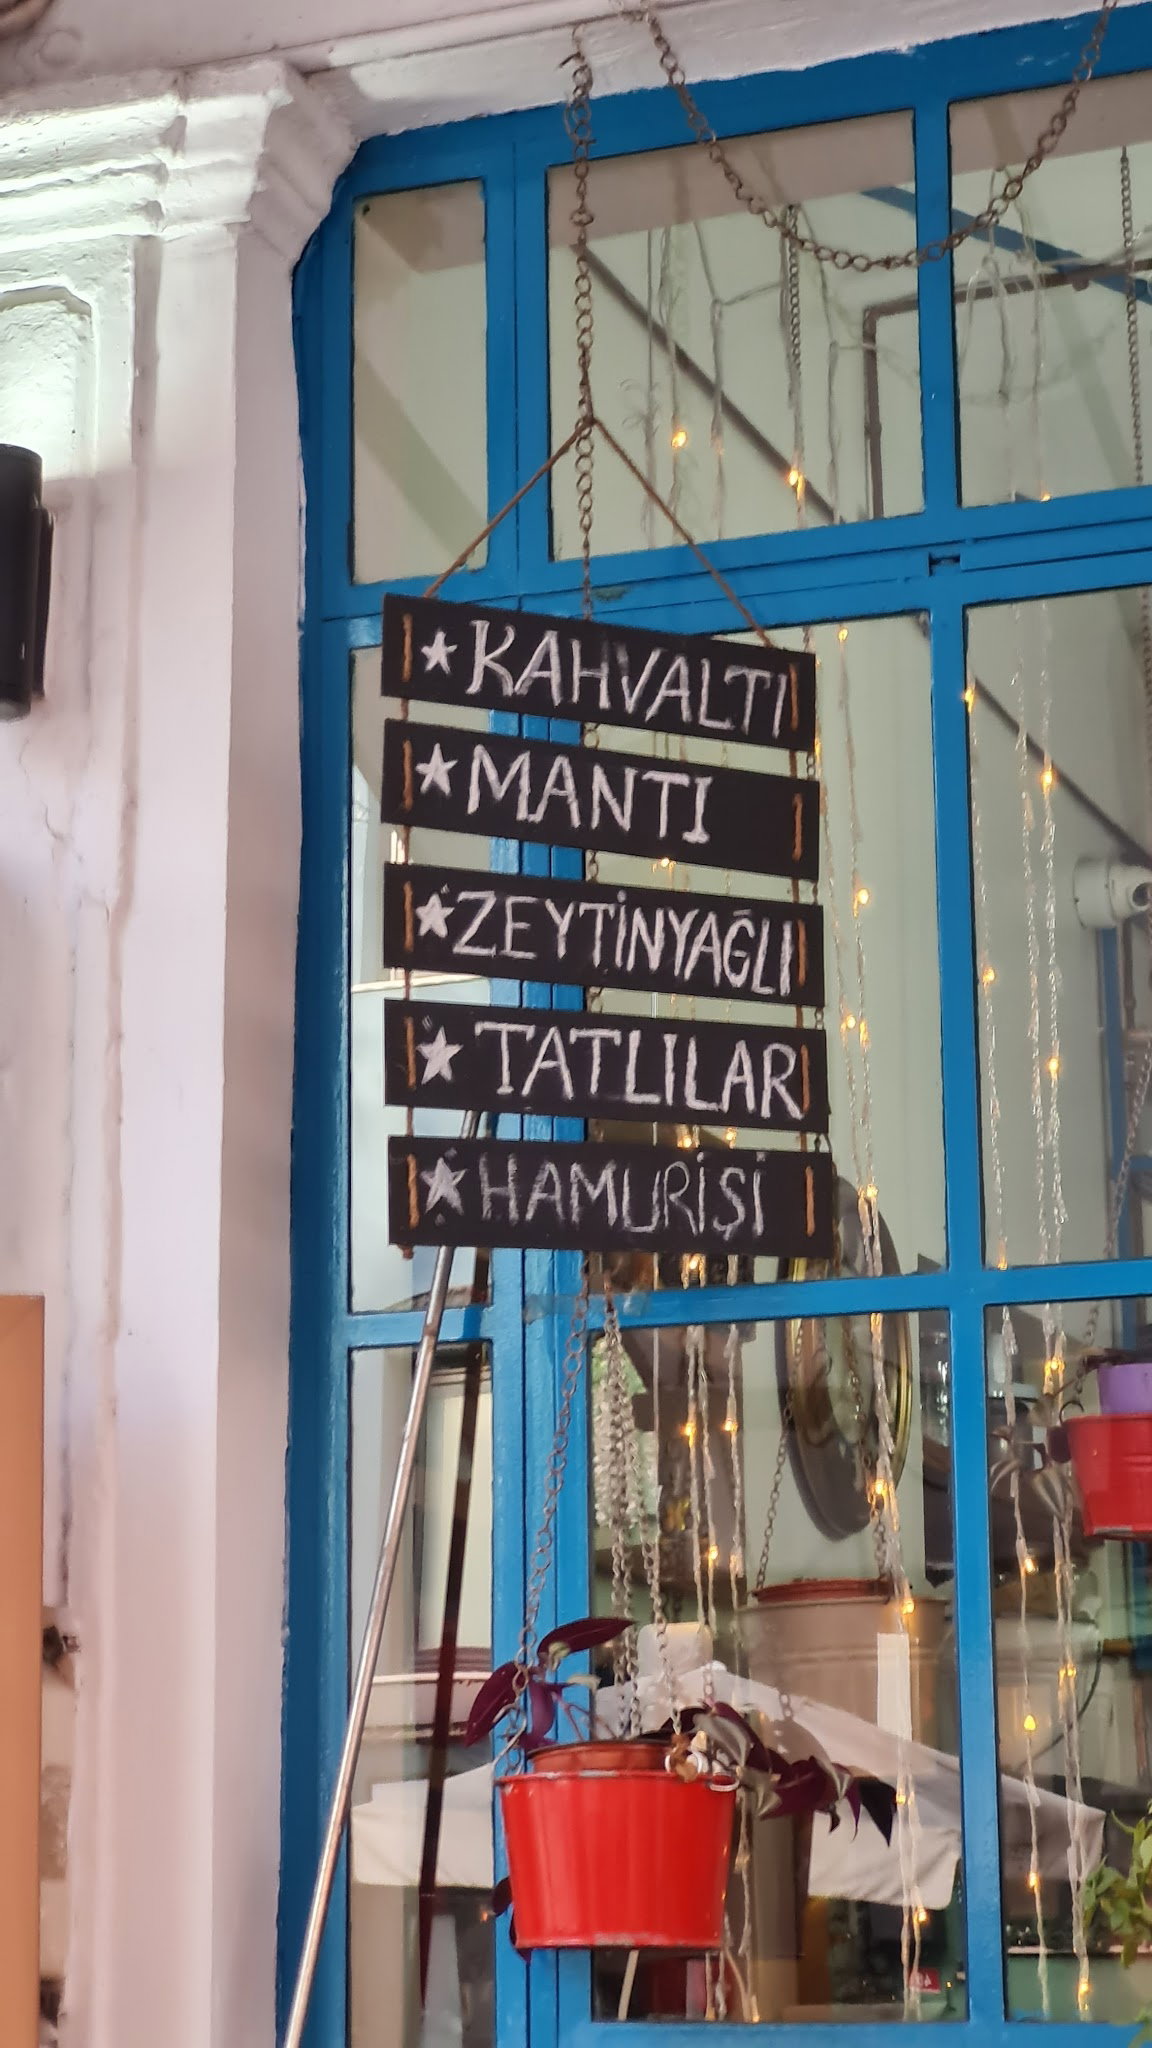 ★ KAHVALTI
★ MANTI
★ ZEYTİNYAĞLI
★ TATLILAR
★ HAMURİŞİ